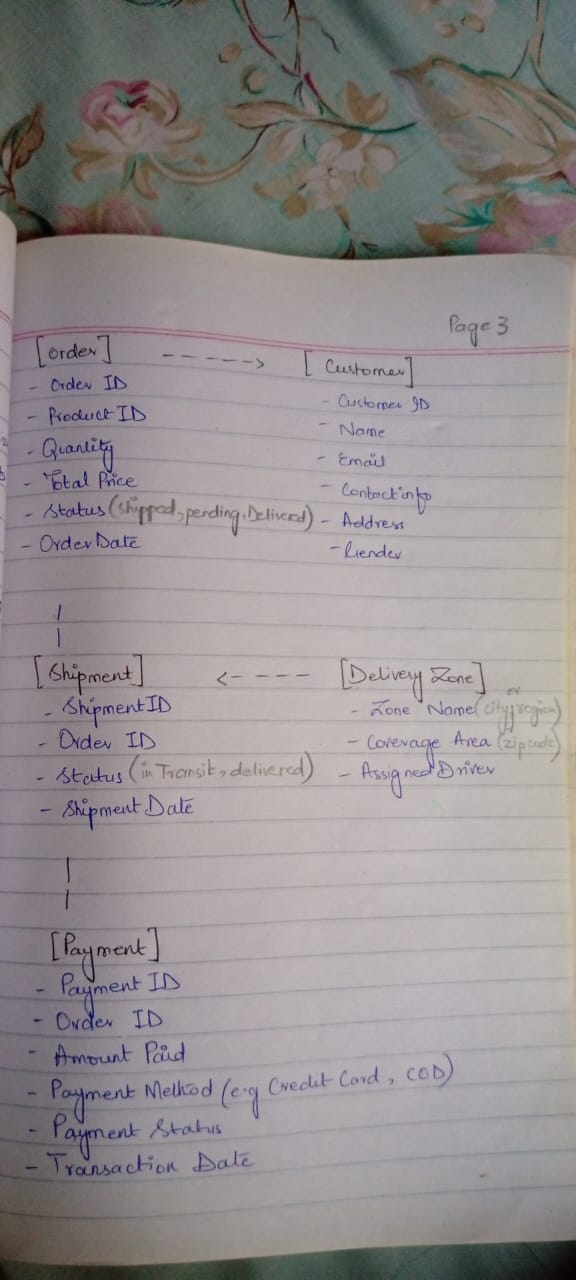 Page 3
[Order] - - - - - -> [Customer]
- Order ID
- Product ID
- Quantity
- Total Price
- Status (shipped, pending, Delivered)
- Order Date
- Customer ID
- Name
- Email
- Contact info
- Address
- Gender
[Shipment] <- - - - [Delivery Zone]
- Shipment ID
- Order ID
- Status (in Transit, delivered)
- Shipment Date
- Zone Name (city or region)
- Coverage Area (zip code)
- Assigned Driver
[Payment]
- Payment ID
- Order ID
- Amount Paid
- Payment Method (e.g Credit Card, COD)
- Payment Status
- Transaction Date